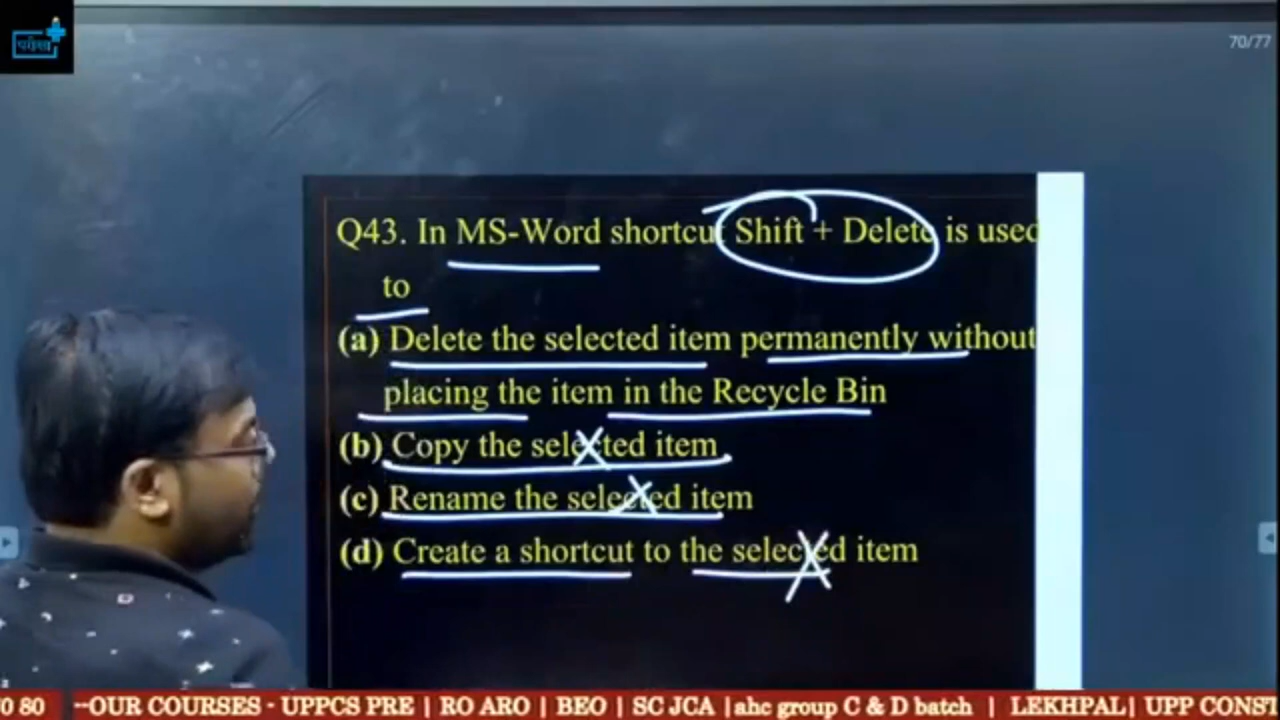 परीक्षा
70/77
Q43. In MS-Word shortcut Shift + Delete is used
to
(a) Delete the selected item permanently without
placing the item in the Recycle Bin
(b) Copy the selected item
(c) Rename the selected item
(d) Create a shortcut to the selected item
0 80 --OUR COURSES - UPPCS PRE | RO ARO | BEO | SC JCA |ahc group C & D batch | LEKHPAL| UPP CONST